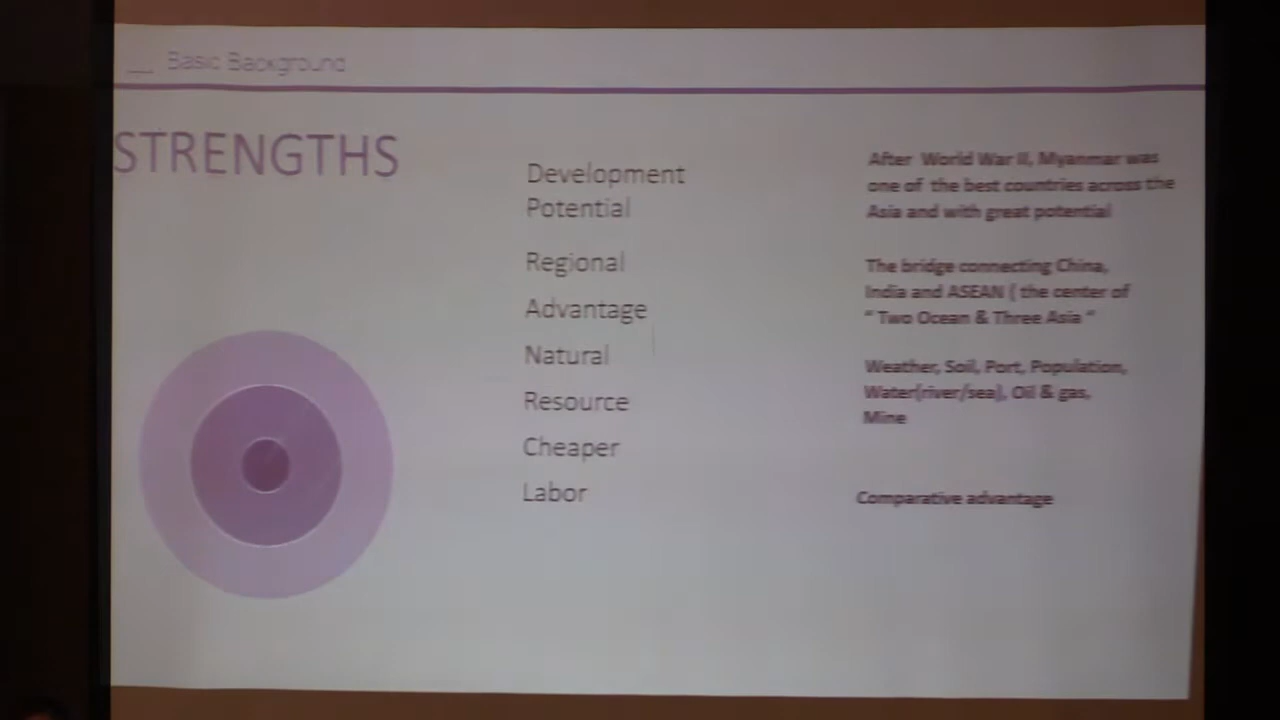 Basic Background
STRENGTHS
Development
Potential
Regional
Advantage
Natural
Resource
Cheaper
Labor
After World War II, Myanmar was
one of the best countries across the
Asia and with great potential
The bridge connecting China,
India and ASEAN ( the center of
“ Two Ocean & Three Asia “
Weather, Soil, Port, Population,
Water(river/sea), Oil & gas,
Mine
Comparative advantage